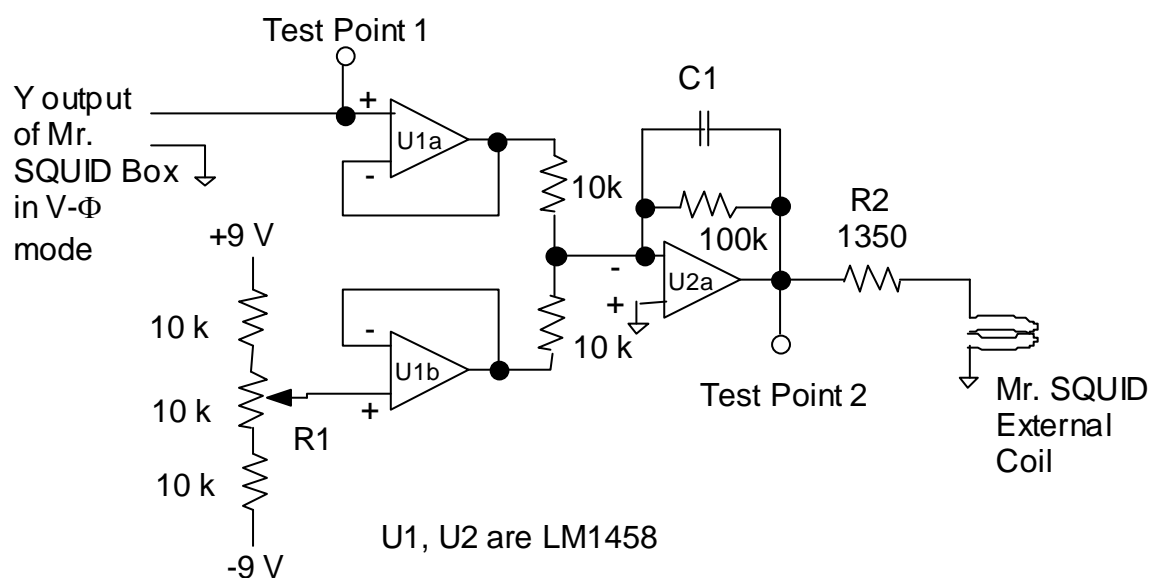 Test Point 1
Y output
of Mr.
SQUID Box
in V-Φ
mode
+
U1a
-
10k
C1
100k
R2
1350
-
U2a
+
+9 V
10 k
-
U1b
+
10 k
10 k
R1
10 k
Test Point 2
Mr. SQUID
External
Coil
U1, U2 are LM1458
-9 V